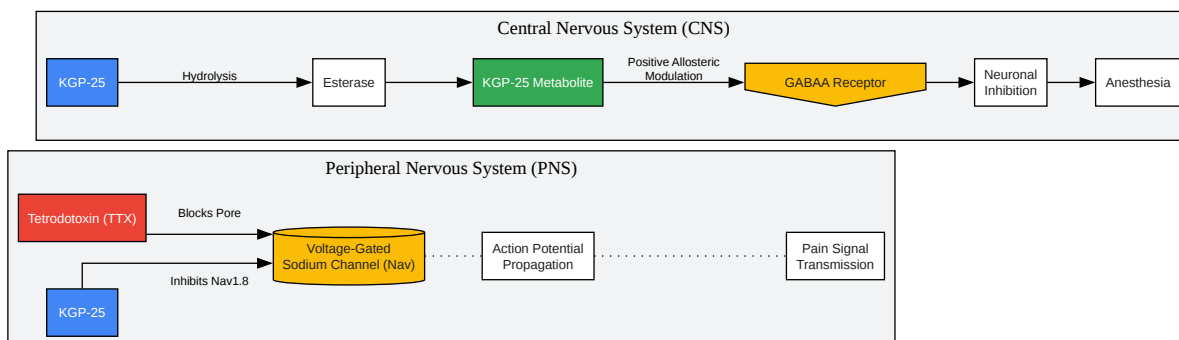 Central Nervous System (CNS)
KGP-25
Hydrolysis
Esterase
KGP-25 Metabolite
Positive Allosteric
Modulation
GABAA Receptor
Neuronal
Inhibition
Anesthesia
Peripheral Nervous System (PNS)
Tetrodotoxin (TTX)
Blocks Pore
Voltage-Gated
Sodium Channel (Nav)
Action Potential
Propagation
Pain Signal
Transmission
Inhibits Nav1.8
KGP-25